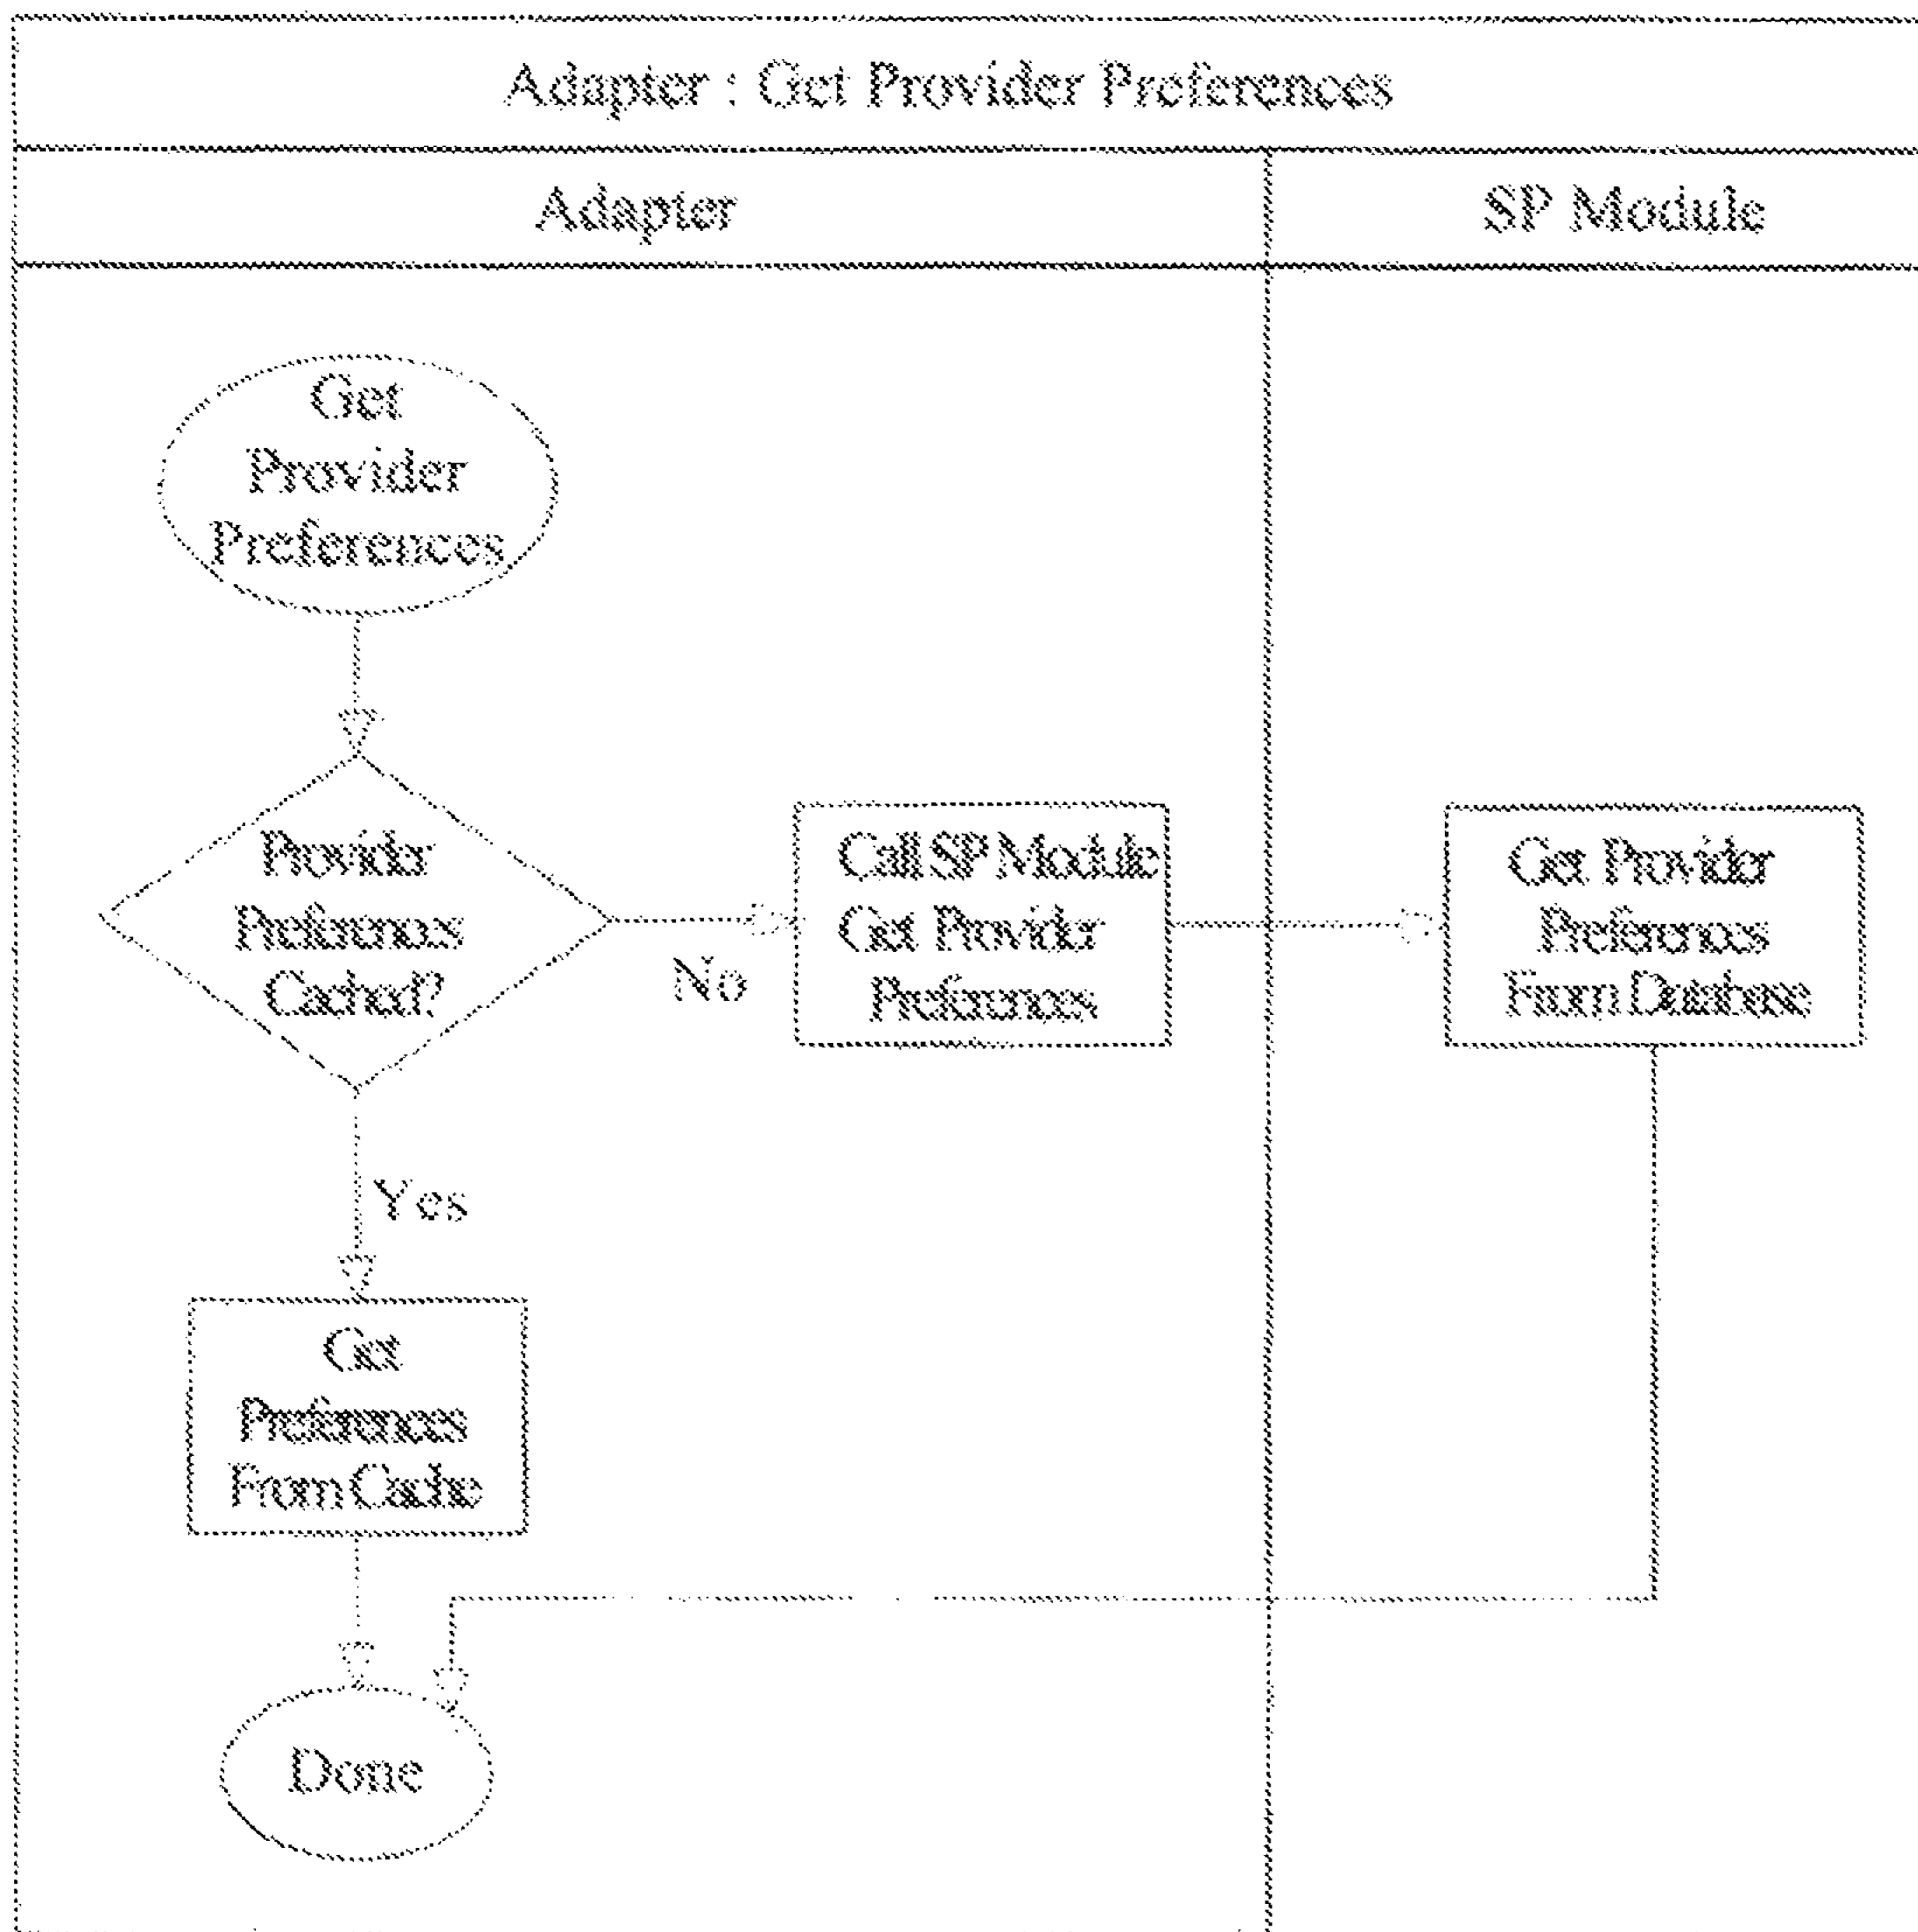 Adapter : Get Provider Preferences
Adapter
SP Module
Get
Provider
Preferences
Provider
Preferences
Cached?
No
Call SP Module
Get Provider
Preferences
Get Provider
Preferences
From Database
Yes
Get
Preferences
From Cache
Done